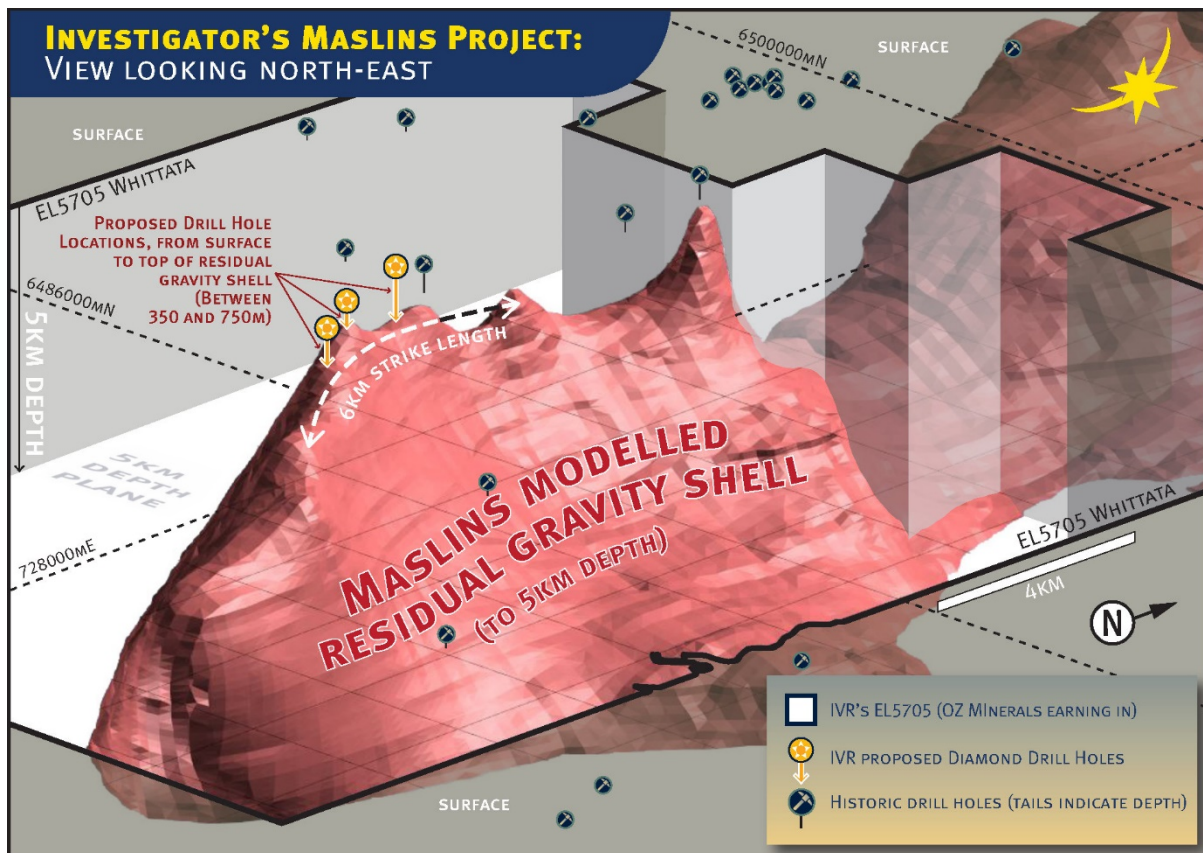 INVESTIGATOR'S MASLINS PROJECT:
VIEW LOOKING NORTH-EAST
6500000MN
SURFACE
SURFACE
EL5705 WHITTATA
PROPOSED DRILL HOLE
LOCATIONS, FROM SURFACE
TO TOP OF RESIDUAL
GRAVITY SHELL
(BETWEEN
350 AND 750M)
6486000MN
5KM DEPTH
6KM STRIKE LENGTH
5KM
DEPTH
PLANE
728000ME
MASLINS MODELLED
RESIDUAL GRAVITY SHELL
(TO 5KM DEPTH)
EL5705 WHITTATA
4KM
N
SURFACE
IVR'S EL5705 (OZ MINERALS EARNING IN)
IVR PROPOSED DIAMOND DRILL HOLES
HISTORIC DRILL HOLES (TAILS INDICATE DEPTH)